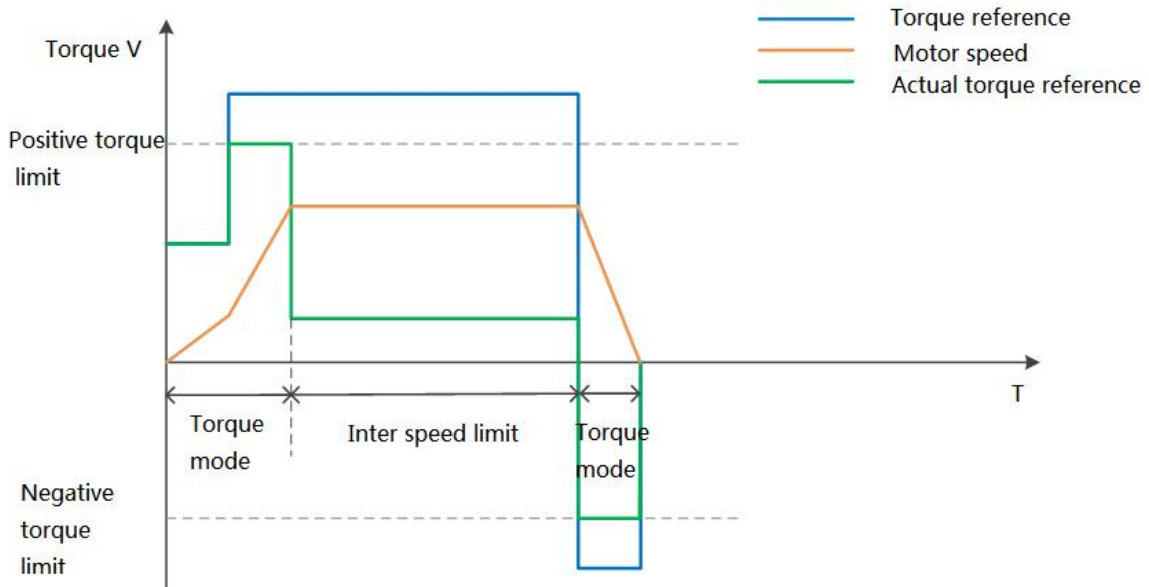 Torque reference
Motor speed
Actual torque reference
Torque V
Positive torque
limit
T
Torque
mode
Inter speed limit
Torque
mode
Negative
torque
limit